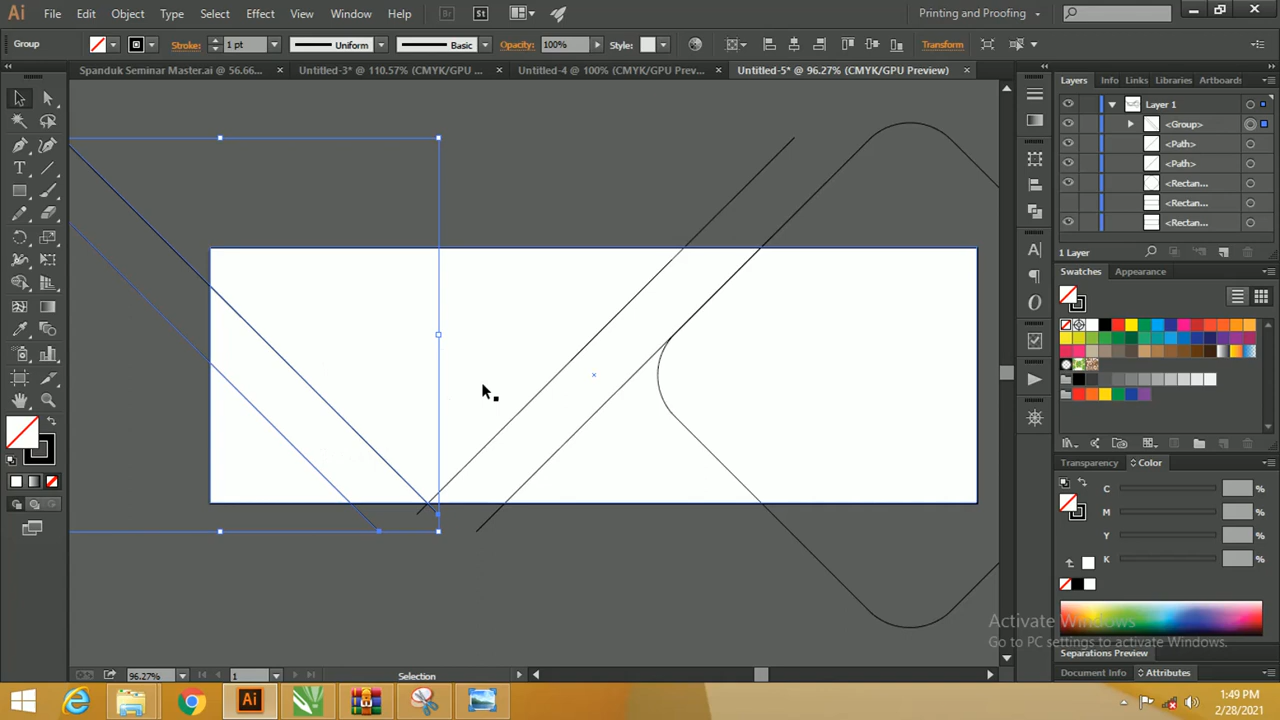 Ai File Edit Object Type Select Effect View Window Help Br St Printing and Proofing
Group Stroke: 1 pt Uniform Basic Opacity: 100% Style: Transform
Spanduk Seminar Master.ai @ 56.66... × Untitled-3* @ 110.57% (CMYK/GPU ... × Untitled-4 @ 100% (CMYK/GPU Prev... × Untitled-5* @ 96.27% (CMYK/GPU Preview) ×
Layers Info Links Libraries Artboards
Layer 1
<Group>
<Path>
<Path>
<Rectan...
<Rectan...
<Rectan...
1 Layer
Swatches Appearance
Transparency Color
C %
M %
Y %
K %
Activate Windows
Go to PC settings to activate Windows.
Separations Preview
Document Info Attributes
96.27% 1 Selection
Ai
1:49 PM
2/28/2021